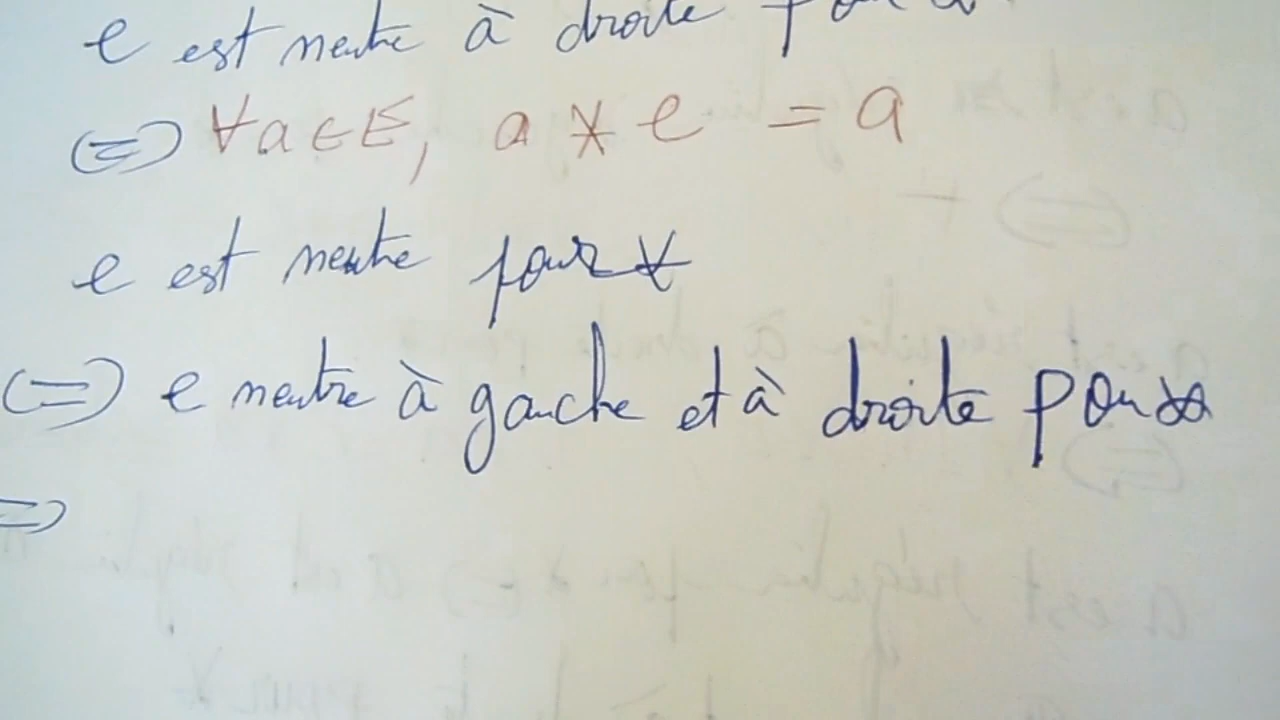 e est neutre à droite pour *
(=) ∀a∈E, a * e = a
e est neutre pour *
(=) e neutre à gauche et à droite pour *
=)